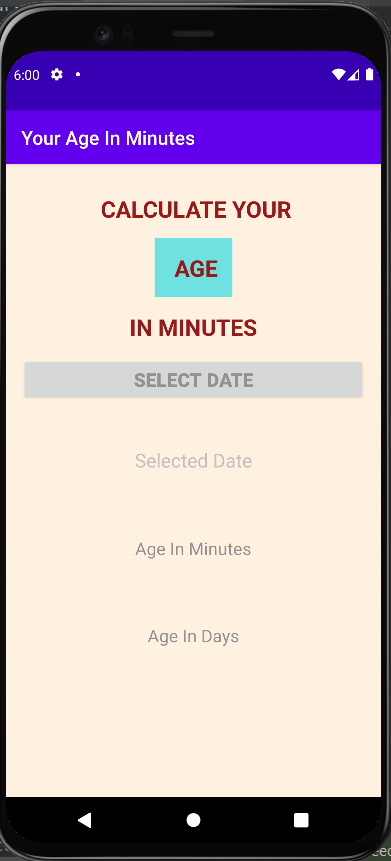 6:00
Your Age In Minutes
CALCULATE YOUR
AGE
IN MINUTES
SELECT DATE
Selected Date
Age In Minutes
Age In Days